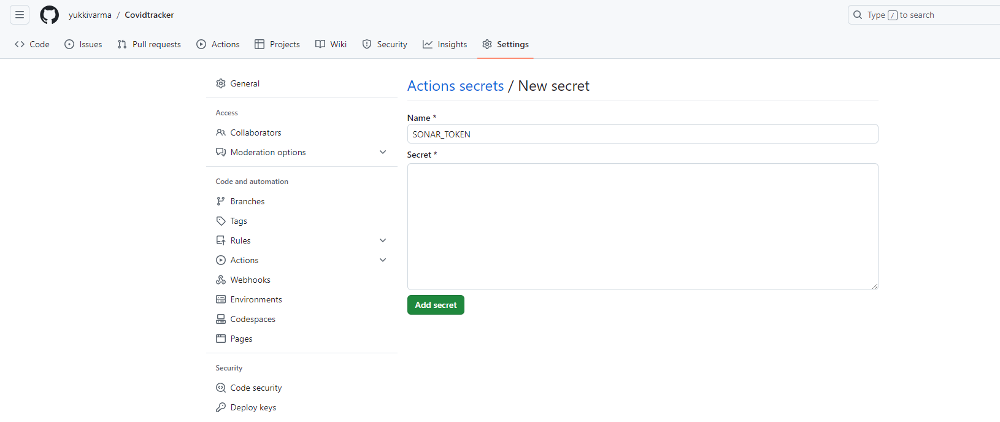 yukkivarma / Covidtracker
Type / to search
Code Issues Pull requests Actions Projects Wiki Security Insights Settings
General
Access
Collaborators
Moderation options
Code and automation
Branches
Tags
Rules
Actions
Webhooks
Environments
Codespaces
Pages
Security
Code security
Deploy keys
Actions secrets / New secret
Name *
SONAR_TOKEN
Secret *
Add secret